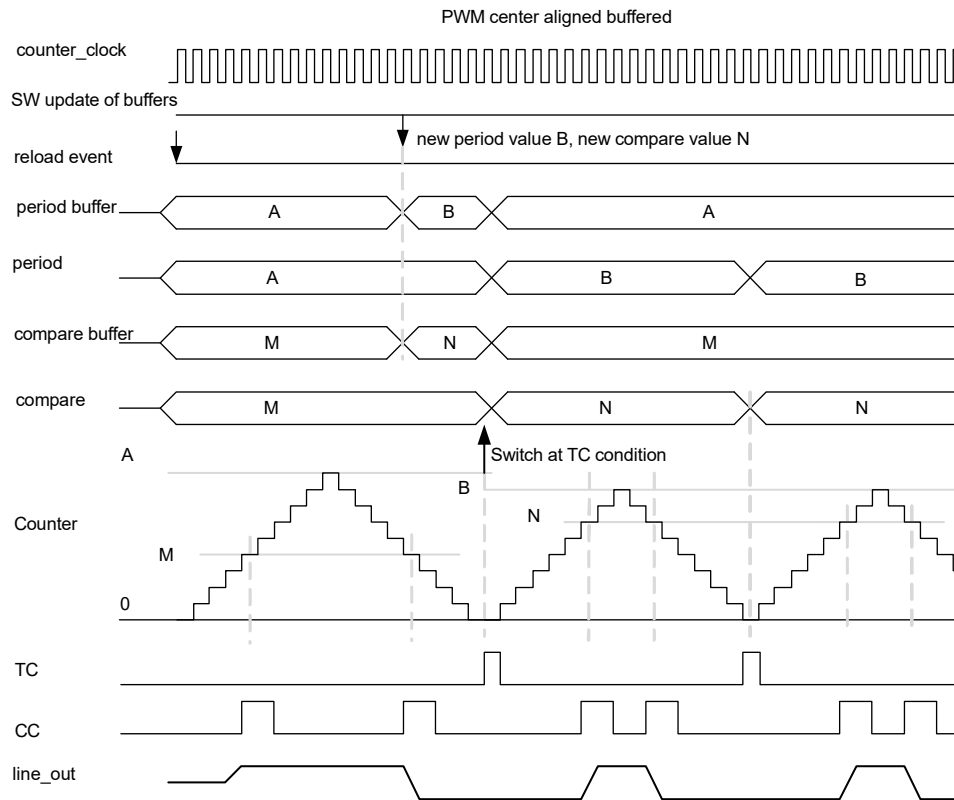 PWM center aligned buffered
counter_clock
SW update of buffers
new period value B, new compare value N
reload event
period buffer
A
B
A
period
A
B
B
compare buffer
M
N
M
compare
M
N
N
A
Switch at TC condition
B
N
Counter
M
0
TC
CC
line_out